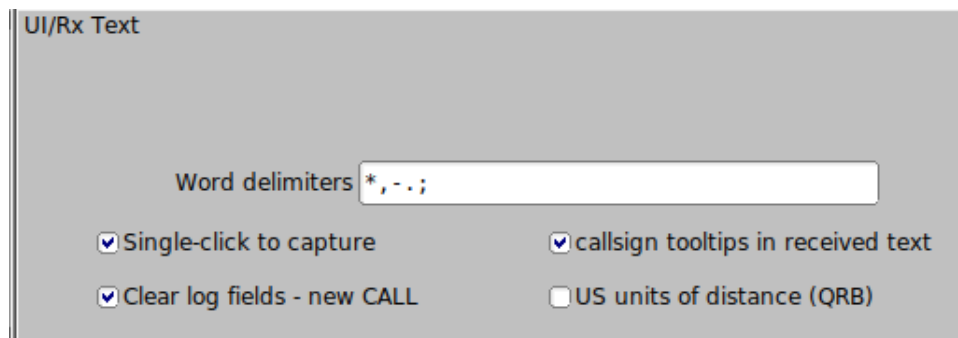 UI/Rx Text
Word delimiters *,-.;
Single-click to capture callsign tooltips in received text
Clear log fields - new CALL US units of distance (QRB)